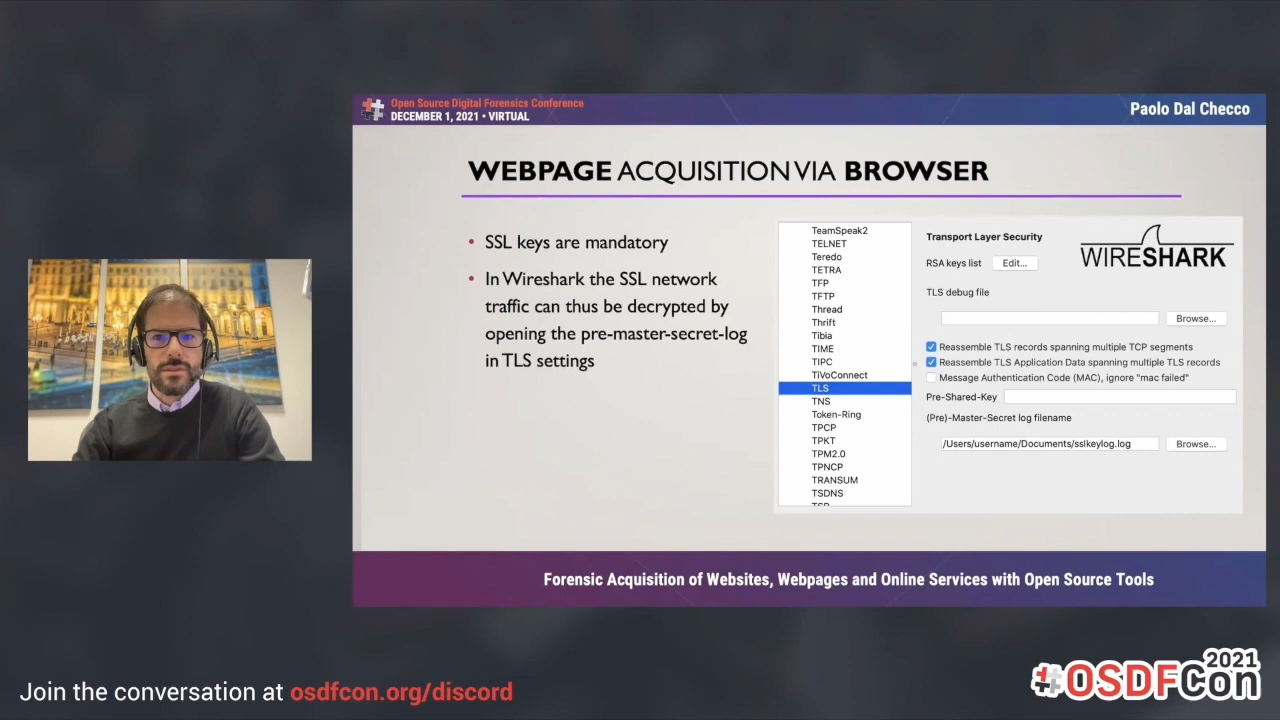 Open Source Digital Forensics Conference
DECEMBER 1, 2021 • VIRTUAL
Paolo Dal Checco
WEBPAGE ACQUISITION VIA BROWSER
• SSL keys are mandatory
• In Wireshark the SSL network
traffic can thus be decrypted by
opening the pre-master-secret-log
in TLS settings
TeamSpeak2
TELNET
Teredo
TETRA
TFP
TFTP
Thread
Thrift
Tibia
TIME
TIPC
TiVoConnect
TLS
TNS
Token-Ring
TPCP
TPKT
TPM2.0
TPNCP
TRANSUM
TSDNS
Transport Layer Security
WIRESHARK
RSA keys list Edit...
TLS debug file
Browse...
Reassemble TLS records spanning multiple TCP segments
Reassemble TLS Application Data spanning multiple TLS records
Message Authentication Code (MAC), ignore "mac failed"
Pre-Shared-Key
(Pre)-Master-Secret log filename
/Users/username/Documents/sslkeylog.log Browse...
Forensic Acquisition of Websites, Webpages and Online Services with Open Source Tools
Join the conversation at osdfcon.org/discord
2021
OSDFCon